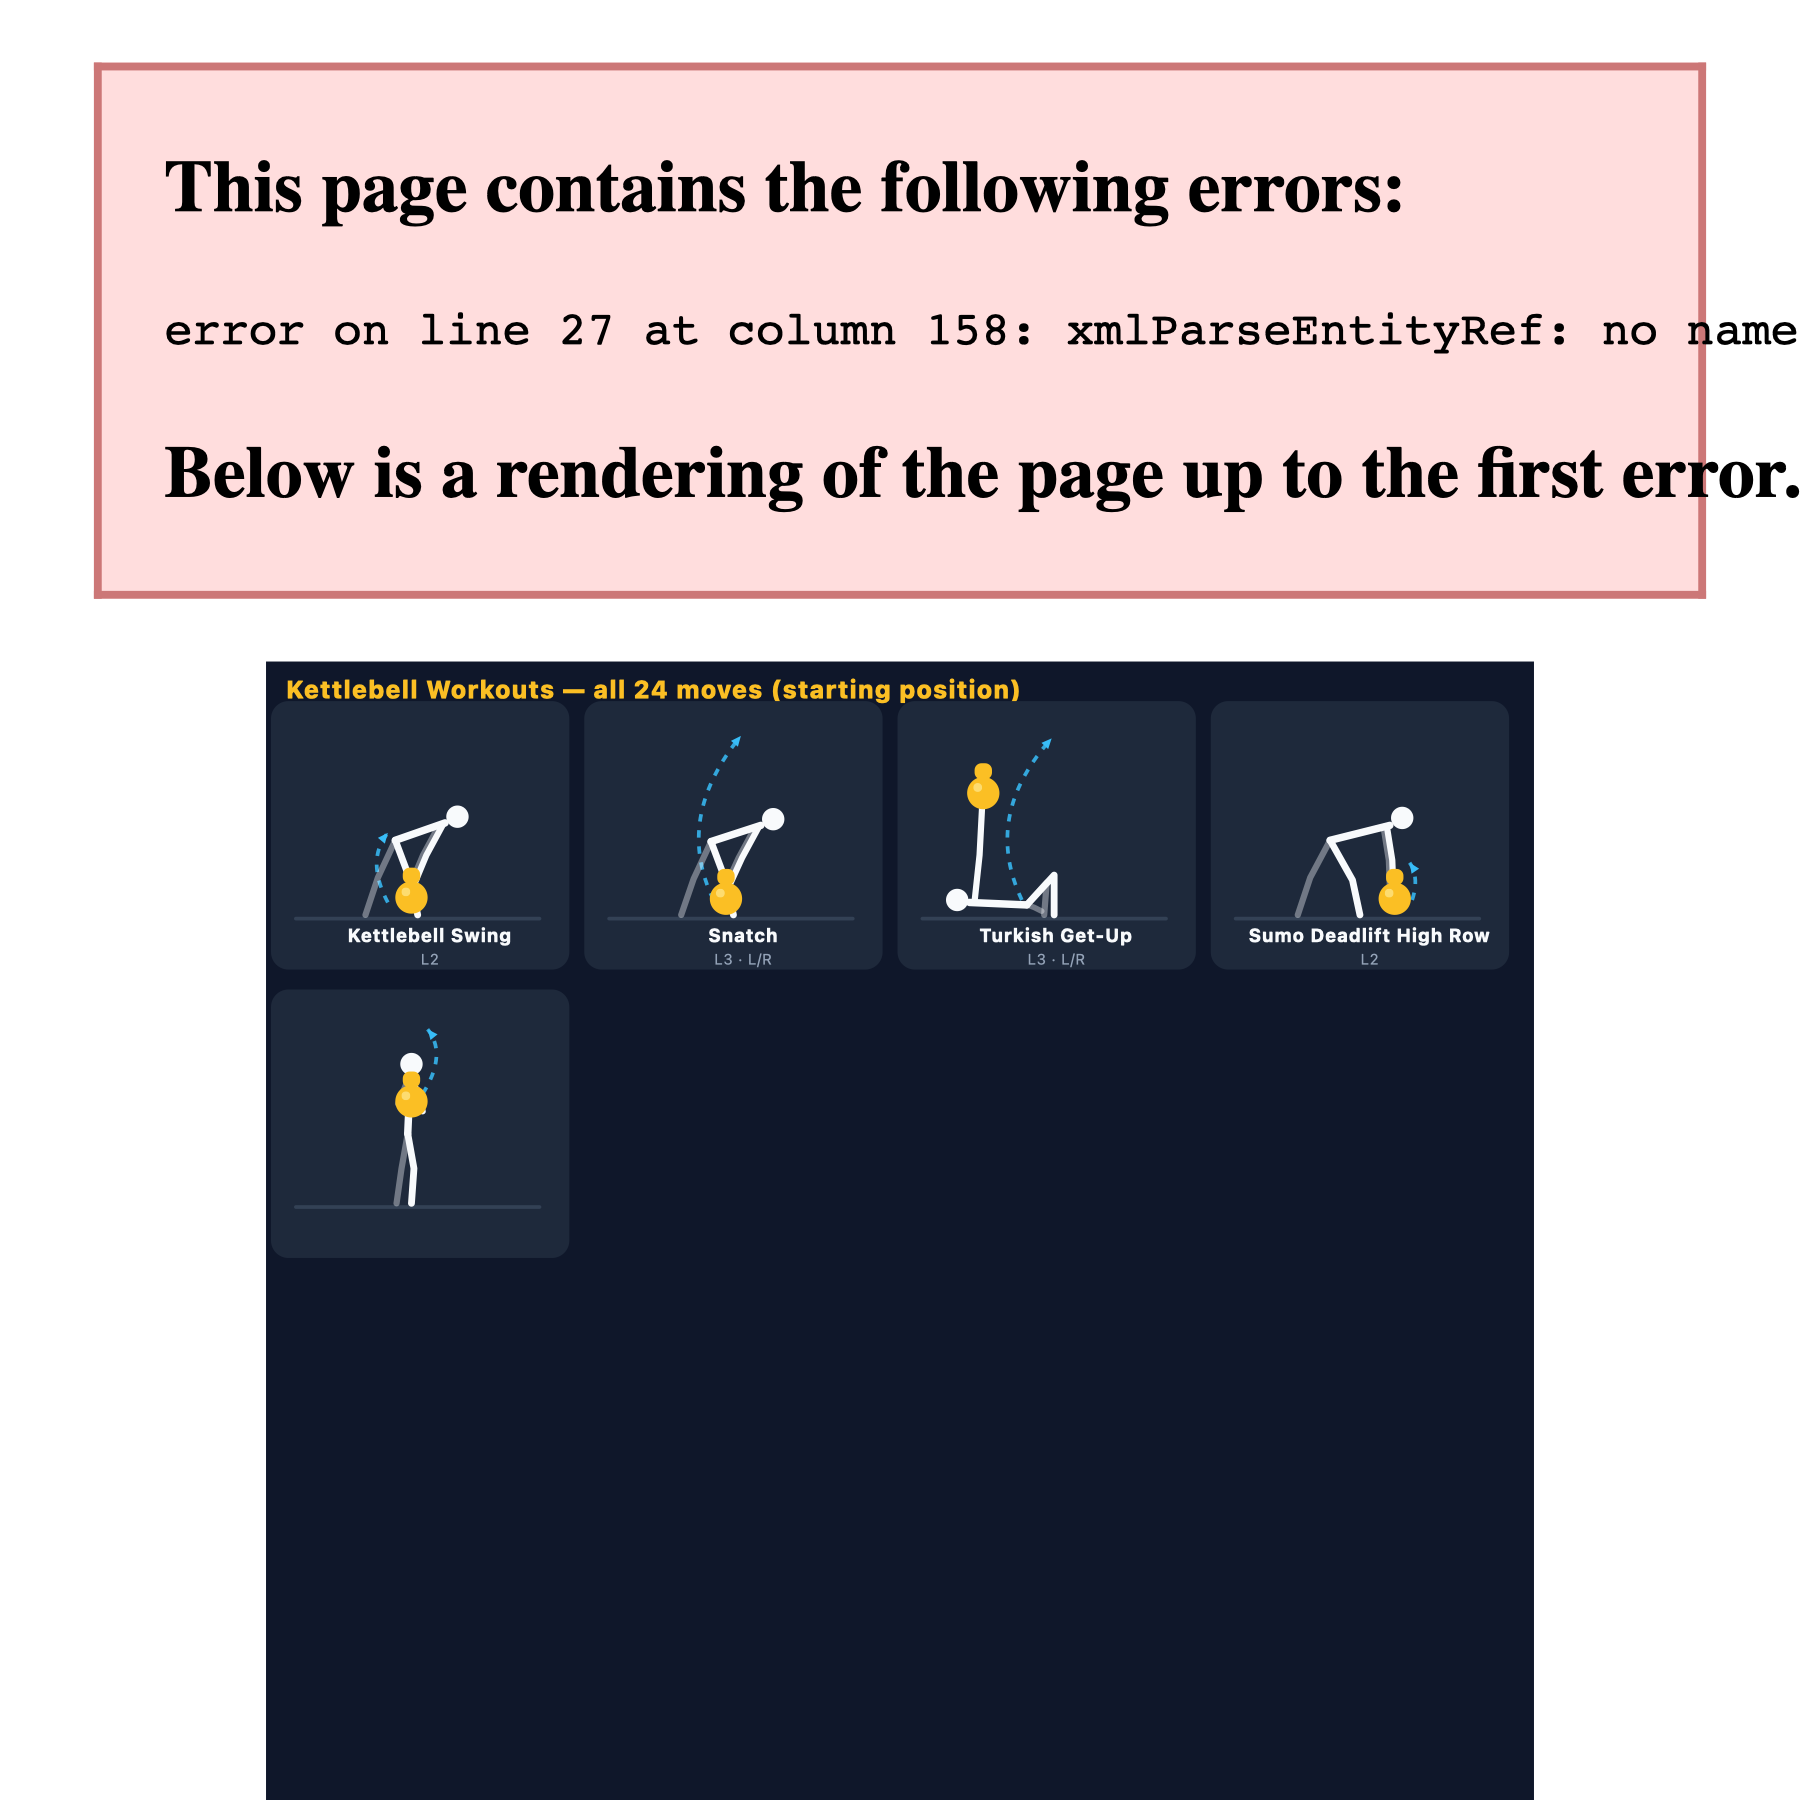 This page contains the following errors:
error on line 27 at column 158: xmlParseEntityRef: no name
Below is a rendering of the page up to the first error.
Kettlebell Workouts — all 24 moves (starting position)
Kettlebell Swing
L2
Snatch
L3 · L/R
Turkish Get-Up
L3 · L/R
Sumo Deadlift High Row
L2